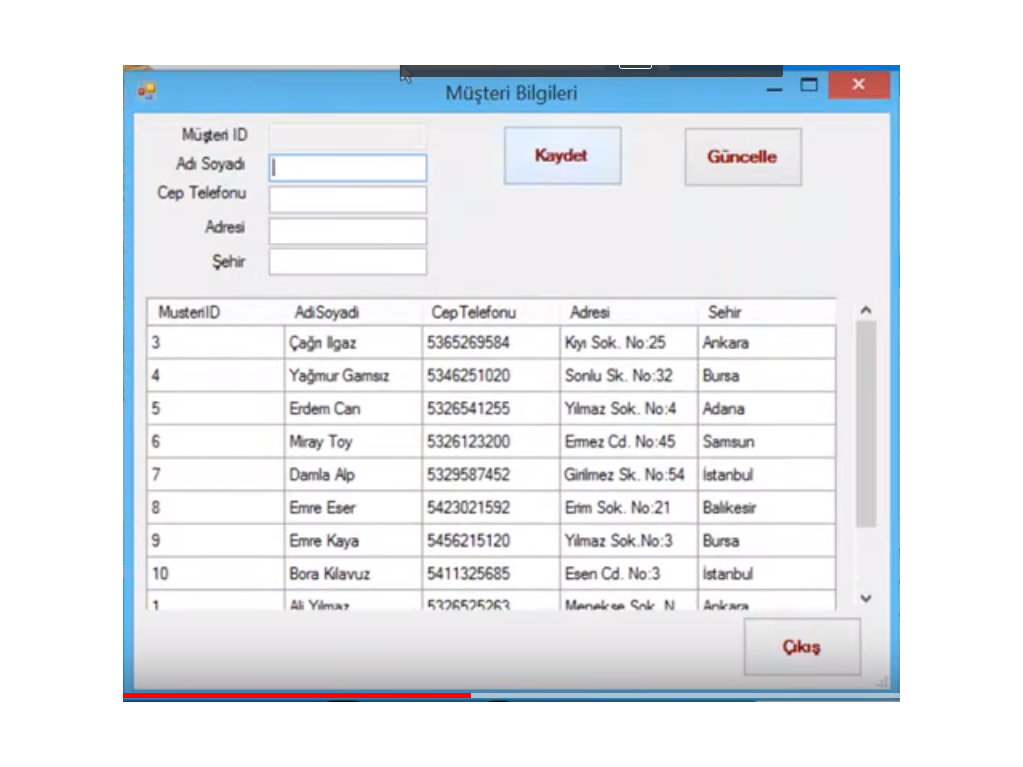 Müşteri Bilgileri
Müşteri ID
Kaydet
Güncelle
Adı Soyadı
Cep Telefonu
Adresi
Şehir
MusteriID AdiSoyadi CepTelefonu Adresi Sehir
3 Çağrı Ilgaz 5365269584 Kıyı Sok. No:25 Ankara
4 Yağmur Gamsız 5346251020 Sonlu Sk. No:32 Bursa
5 Erdem Can 5326541255 Yılmaz Sok. No:4 Adana
6 Miray Toy 5326123200 Ermez Cd. No:45 Samsun
7 Damla Alp 5329587452 Girilmez Sk. No:54 İstanbul
8 Emre Eser 5423021592 Erim Sok. No:21 Balıkesir
9 Emre Kaya 5456215120 Yılmaz Sok.No:3 Bursa
10 Bora Kılavuz 5411325685 Esen Cd. No:3 İstanbul
1 Ali Yılmaz 5326525263 Menekşe Sok. N Ankara
Çıkış